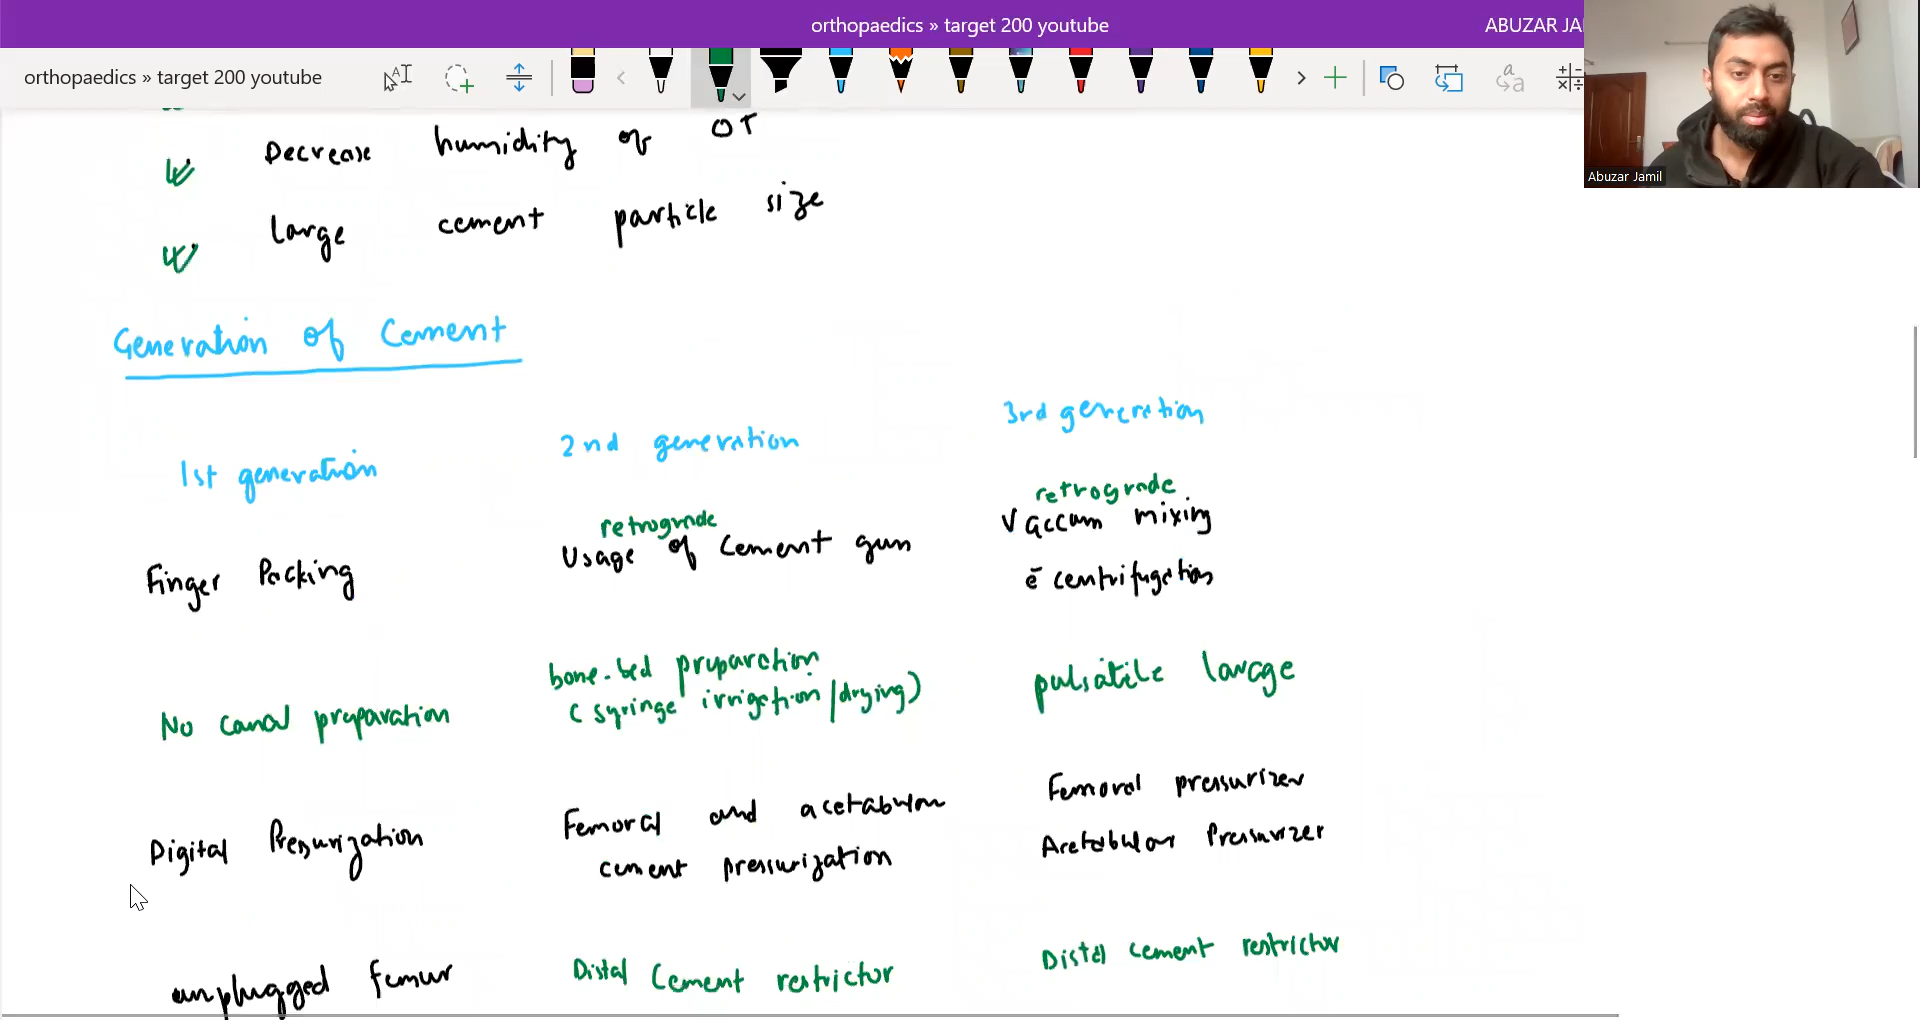 orthopaedics » target 200 youtube
ABUZAR JA
orthopaedics » target 200 youtube
Abuzar Jamil
Decrease humidity of OT
Large cement particle size
Generation of Cement
1st generation
2nd generation
3rd generation
Finger Packing
retrograde
Usage of Cement gun
retrograde
Vaccum mixing
c̄ centrifugation
No canal preparation
bone-bed preparation
(syringe irrigation/drying)
pulsatile lavage
Digital Pressurization
Femoral and acetabulum
cement pressurization
Femoral pressurizer
Acetabular Pressurizer
unplugged femur
Distal Cement restrictor
Distal cement restrictor